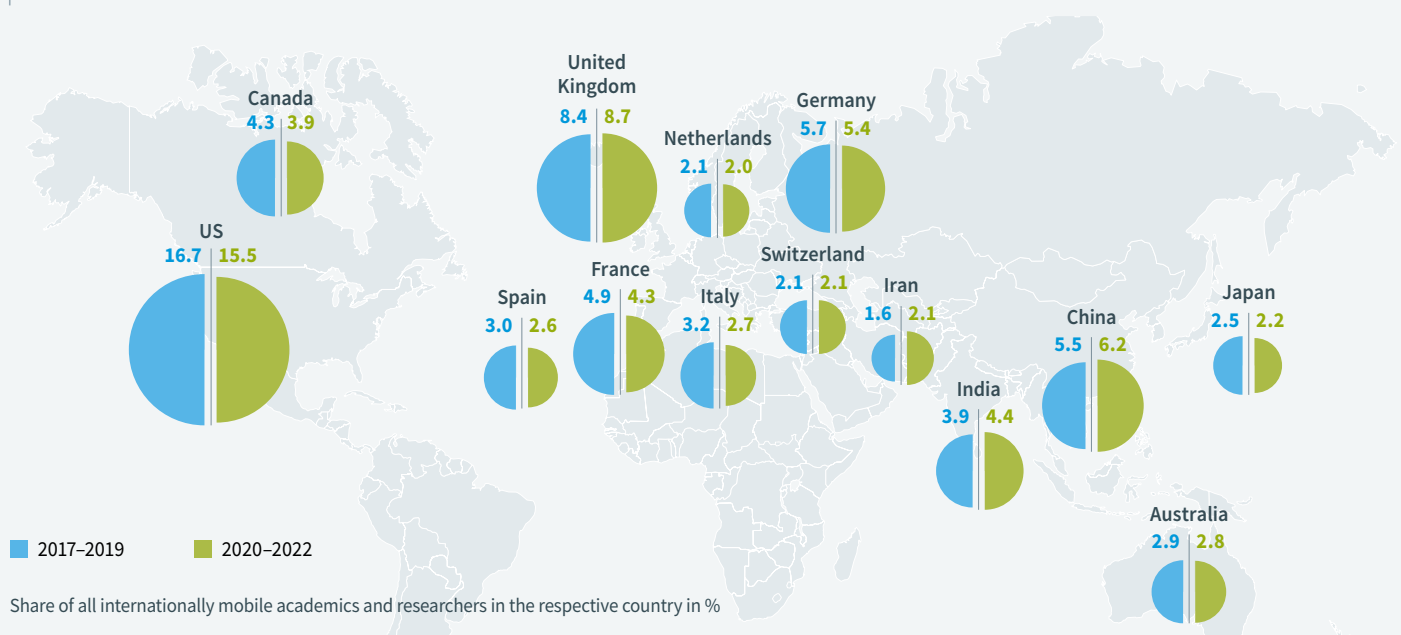 United
Kingdom
8.4 8.7
Canada
4.3 3.9
Germany
5.7 5.4
Netherlands
2.1 2.0
US
16.7 15.5
Switzerland
2.1 2.1
France
4.9 4.3
Iran
1.6 2.1
Spain
3.0 2.6
Italy
3.2 2.7
Japan
2.5 2.2
China
5.5 6.2
India
3.9 4.4
Australia
2.9 2.8
2017–2019
2020–2022
Share of all internationally mobile academics and researchers in the respective country in %